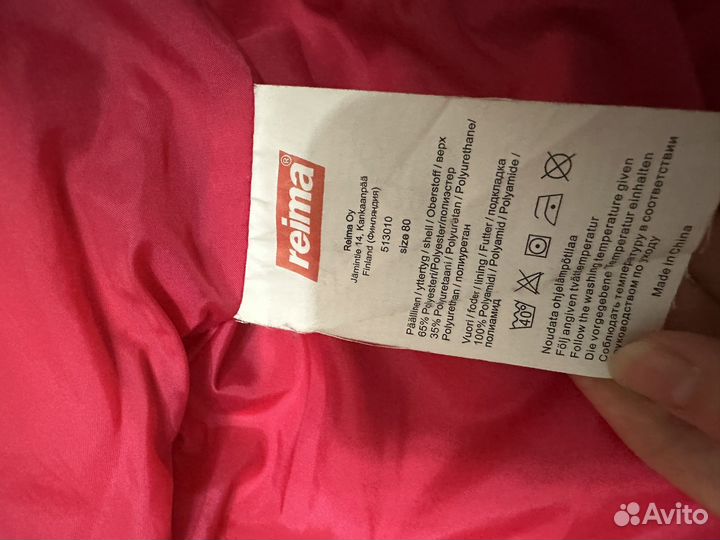 reima®
Reima Oy
Jämintie 14, Kankaanpää
Finland (Финляндия)
513010
size 80
Päällinen / yttertyg / shell / Oberstoff / верх
65% Polyesteri/Polyester/полиэстер
35% Polyuretaani / Polyuretan / Polyurethane/
Polyurethan / полиуретан
Vuori / foder / lining / Futter / подкладка
100% Polyamidi / Polyamid / Polyamide /
полиамид
40°
Noudata ohjelämpötilaa
Följ angiven tvättemperatur
Follow the washing temperature given
Die vorgegebene temperatur einhalten
Соблюдать температуру в соответствии
руководством по уходу
Made in China
Avito